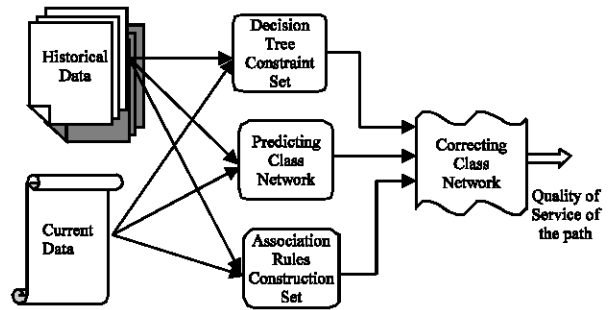 Historical
Data
Decision
Tree
Constraint
Set
Predicting
Class
Network
Correcting
Class
Network
Quality of
Service of
the path
Current
Data
Association
Rules
Construction
Set